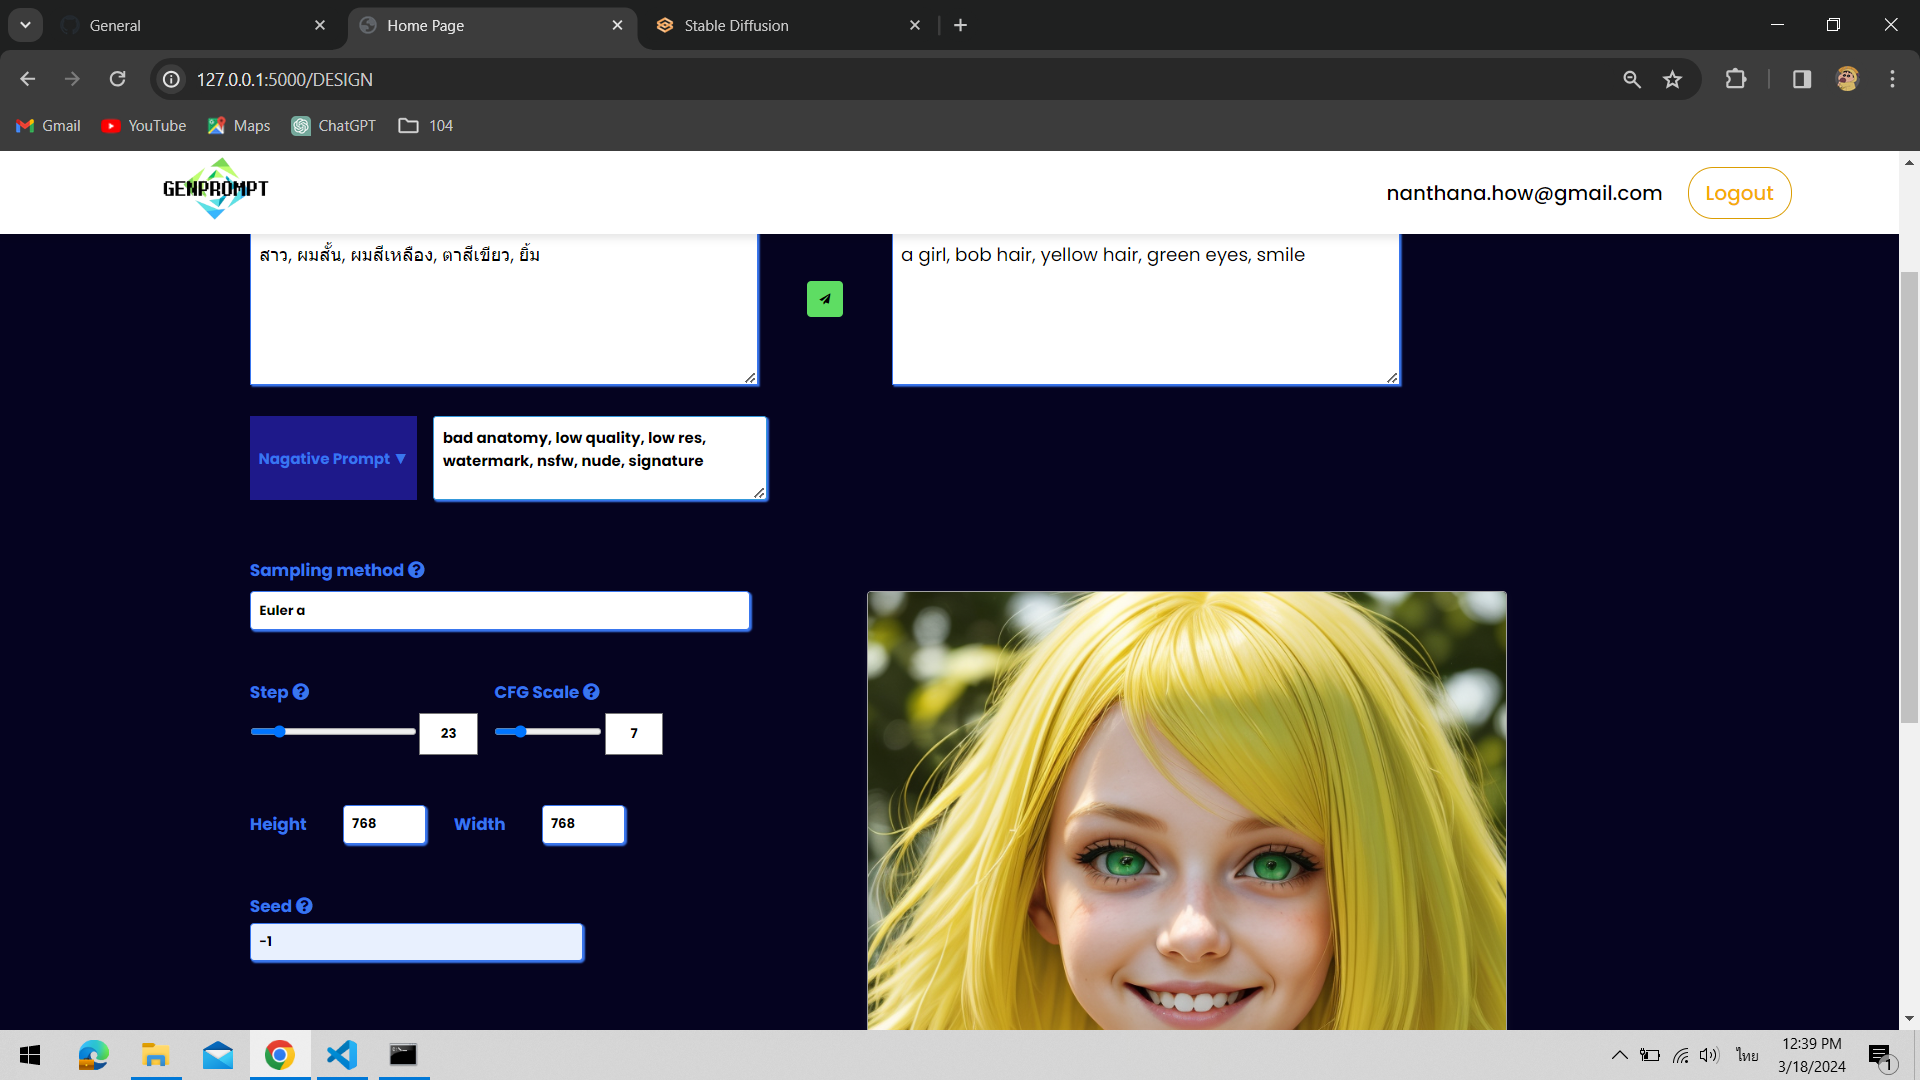 General
Home Page
Stable Diffusion
127.0.0.1:5000/DESIGN
Gmail
YouTube
Maps
ChatGPT
104
GENPROMPT
nanthana.how@gmail.com
Logout
สาว, ผมสั้น, ผมสีเหลือง, ตาสีเขียว, ยิ้ม
a girl, bob hair, yellow hair, green eyes, smile
Nagative Prompt ▼
bad anatomy, low quality, low res,
watermark, nsfw, nude, signature
Sampling method
Euler a
Step
CFG Scale
23
7
Height
768
Width
768
Seed
-1
ไทย
12:39 PM
3/18/2024
1